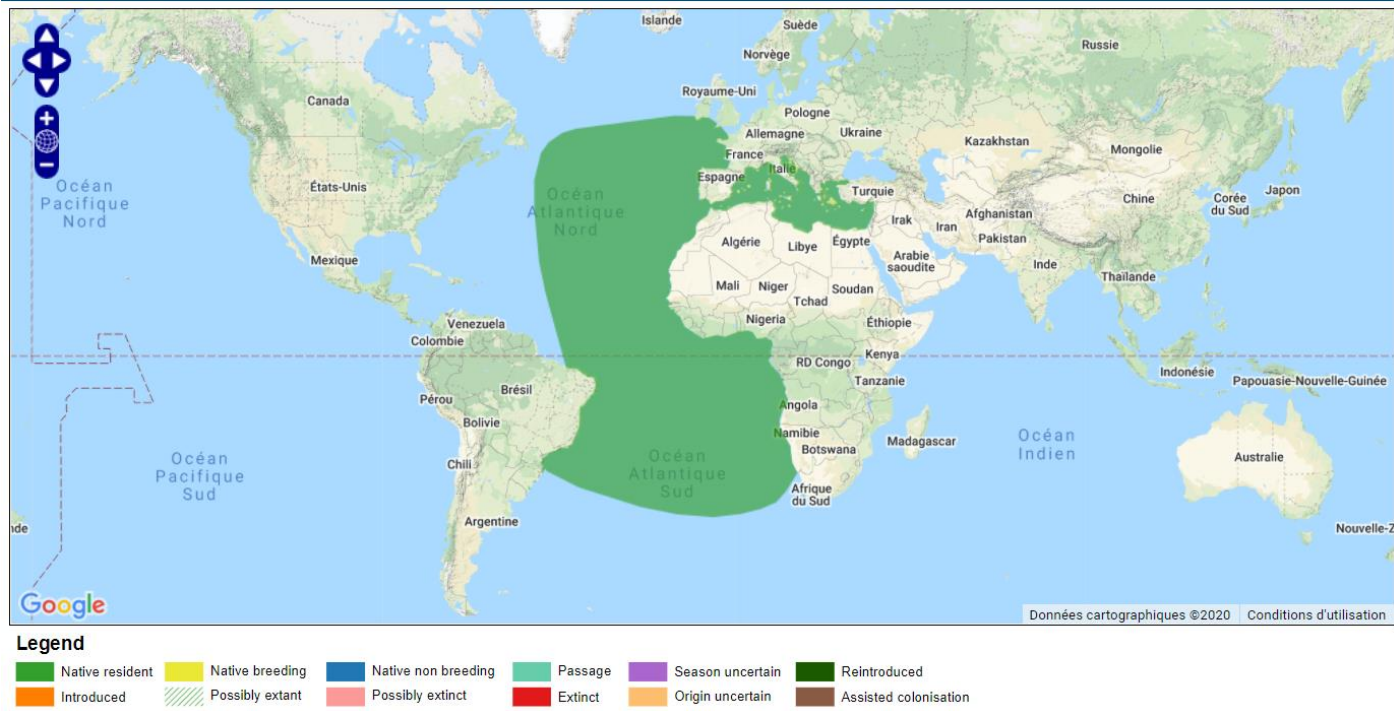 Islande
Suède
Norvège
Russie
Royaume-Uni
Canada
Pologne
Allemagne
Ukraine
Kazakhstan
Mongolie
France
Italie
Espagne
Turquie
Océan
Pacifique
Nord
États-Unis
Océan
Atlantique
Nord
Chine
Corée
du Sud
Japon
Irak
Iran
Afghanistan
Pakistan
Algérie
Libye
Égypte
Arabie
saoudite
Mexique
Inde
Thaïlande
Mali
Niger
Tchad
Soudan
Venezuela
Nigeria
Éthiopie
Colombie
RD Congo
Kenya
Tanzanie
Indonésie
Papouasie-Nouvelle-Guinée
Pérou
Brésil
Angola
Bolivie
Namibie
Botswana
Madagascar
Océan
Indien
Océan
Pacifique
Sud
Chili
Océan
Atlantique
Sud
Australie
Afrique
du Sud
Argentine
nde
Nouvelle-Z
Google
Données cartographiques ©2020 Conditions d'utilisation
Legend
Native resident Native breeding Native non breeding Passage Season uncertain Reintroduced
Introduced Possibly extant Possibly extinct Extinct Origin uncertain Assisted colonisation